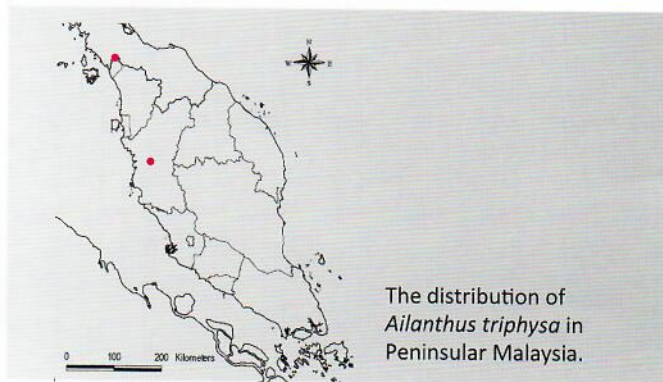 N
W E
S
0 100 200 Kilometers
The distribution of
Ailanthus triphysa in
Peninsular Malaysia.